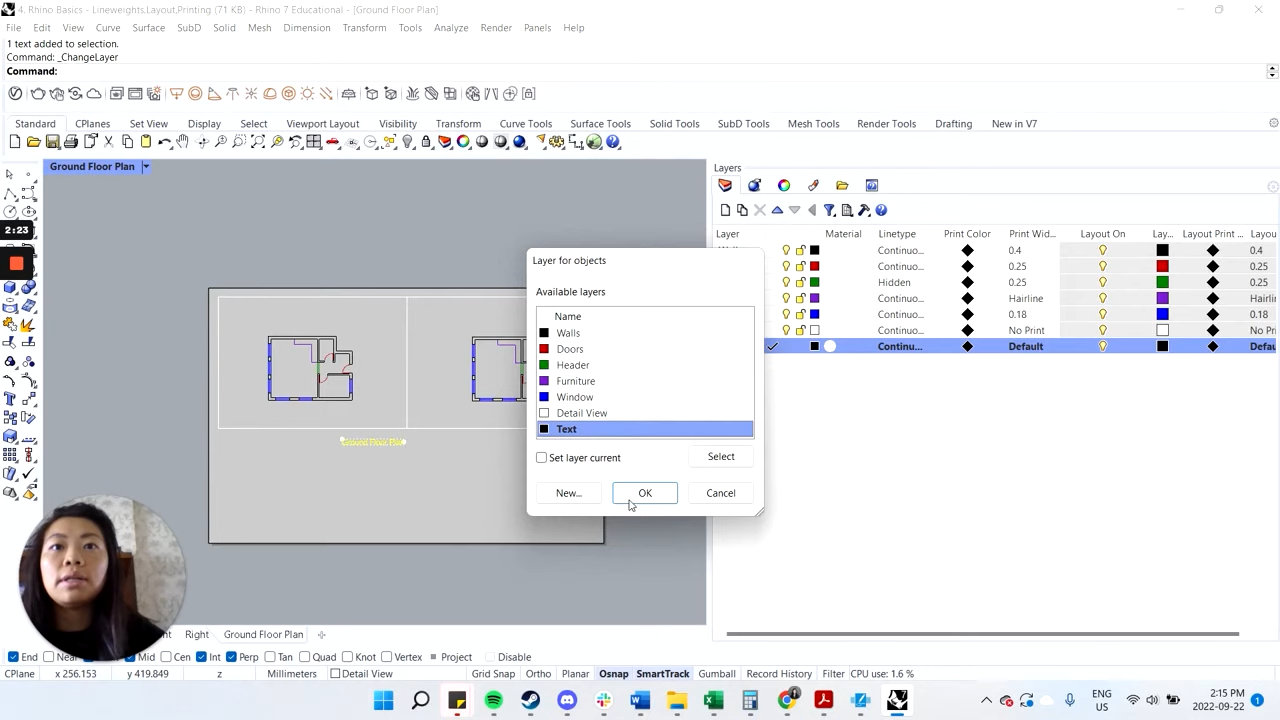 4. Rhino Basics - Lineweights,Layout,Printing (71 KB) - Rhino 7 Educational - [Ground Floor Plan]
File Edit View Curve Surface SubD Solid Mesh Dimension Transform Tools Analyze Render Panels Help
1 text added to selection.
Command: _ChangeLayer
Command:
Standard CPlanes Set View Display Select Viewport Layout Visibility Transform Curve Tools Surface Tools Solid Tools SubD Tools Mesh Tools Render Tools Drafting New in V7
Ground Floor Plan
Layers
Layer Material Linetype Print Color Print Wid... Layout On Lay... Layout Print ... Layou
Continuo... 0.4 0.4
Continuo... 0.25 0.25
Hidden 0.25 0.25
Continuo... Hairline Hairli
Continuo... 0.18 0.18
Continuo... No Print No Pr
Continu... Default Defau
2:23
Layer for objects
Available layers
Name
Walls
Doors
Header
Furniture
Window
Detail View
Text
Set layer current Select
New... OK Cancel
Ground Floor Plan
nt Right Ground Floor Plan
End Near Mid Cen Int Perp Tan Quad Knot Vertex Project Disable
CPlane x 256.153 y 419.849 z Millimeters Detail View Grid Snap Ortho Planar Osnap SmartTrack Gumball Record History Filter CPU use: 1.6 %
ENG
US
2:15 PM
2022-09-22
1